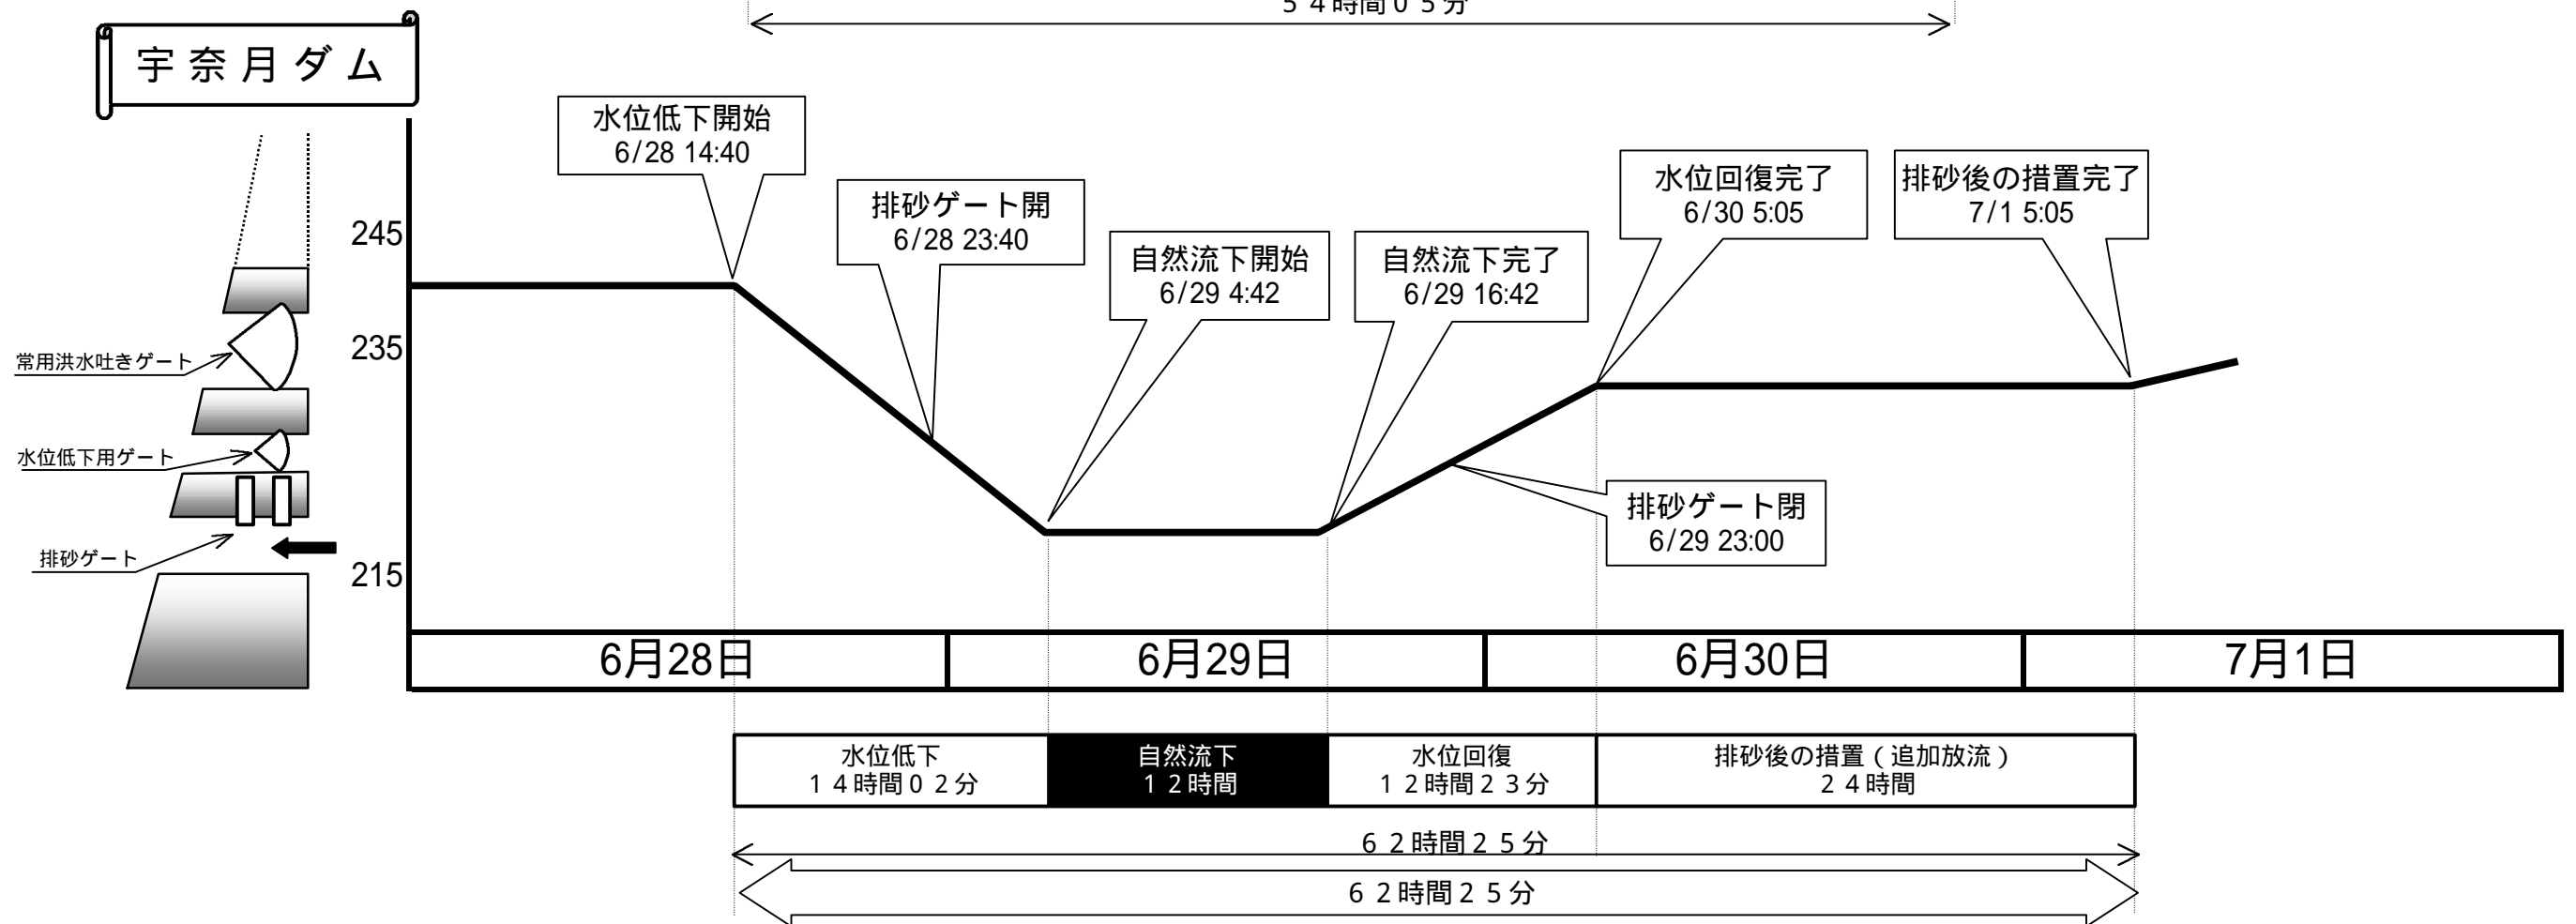 ５４時間０５分
宇奈月ダム
水位低下開始
6/28 14:40
排砂ゲート開
6/28 23:40
自然流下開始
6/29 4:42
自然流下完了
6/29 16:42
水位回復完了
6/30 5:05
排砂後の措置完了
7/1 5:05
排砂ゲート閉
6/29 23:00
245
235
215
常用洪水吐きゲート
水位低下用ゲート
排砂ゲート
6月28日
6月29日
6月30日
7月1日
水位低下
１４時間０２分
自然流下
１２時間
水位回復
１２時間２３分
排砂後の措置（追加放流）
２４時間
６２時間２５分
６２時間２５分